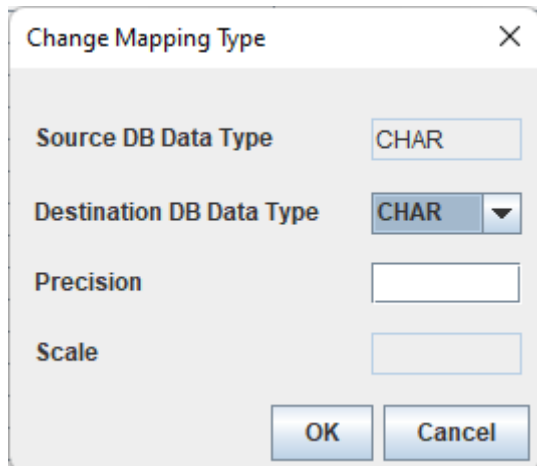 Change Mapping Type
Source DB Data Type CHAR
Destination DB Data Type CHAR
Precision
Scale
OK Cancel